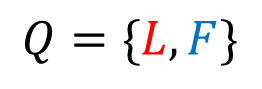 Q = {L, F}